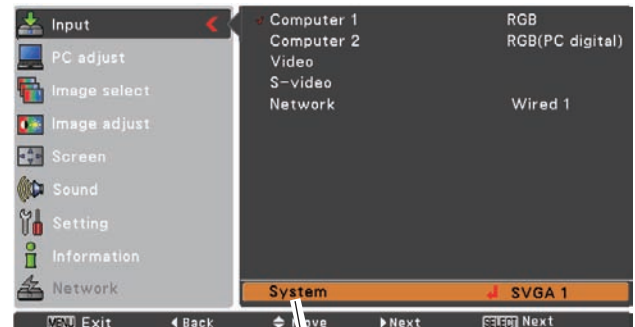 Input
PC adjust
Image select
Image adjust
Screen
Sound
Setting
Information
Network
Computer 1 RGB
Computer 2 RGB(PC digital)
Video
S-video
Network Wired 1
System SVGA 1
MENU Exit Back Move Next SELECT Next